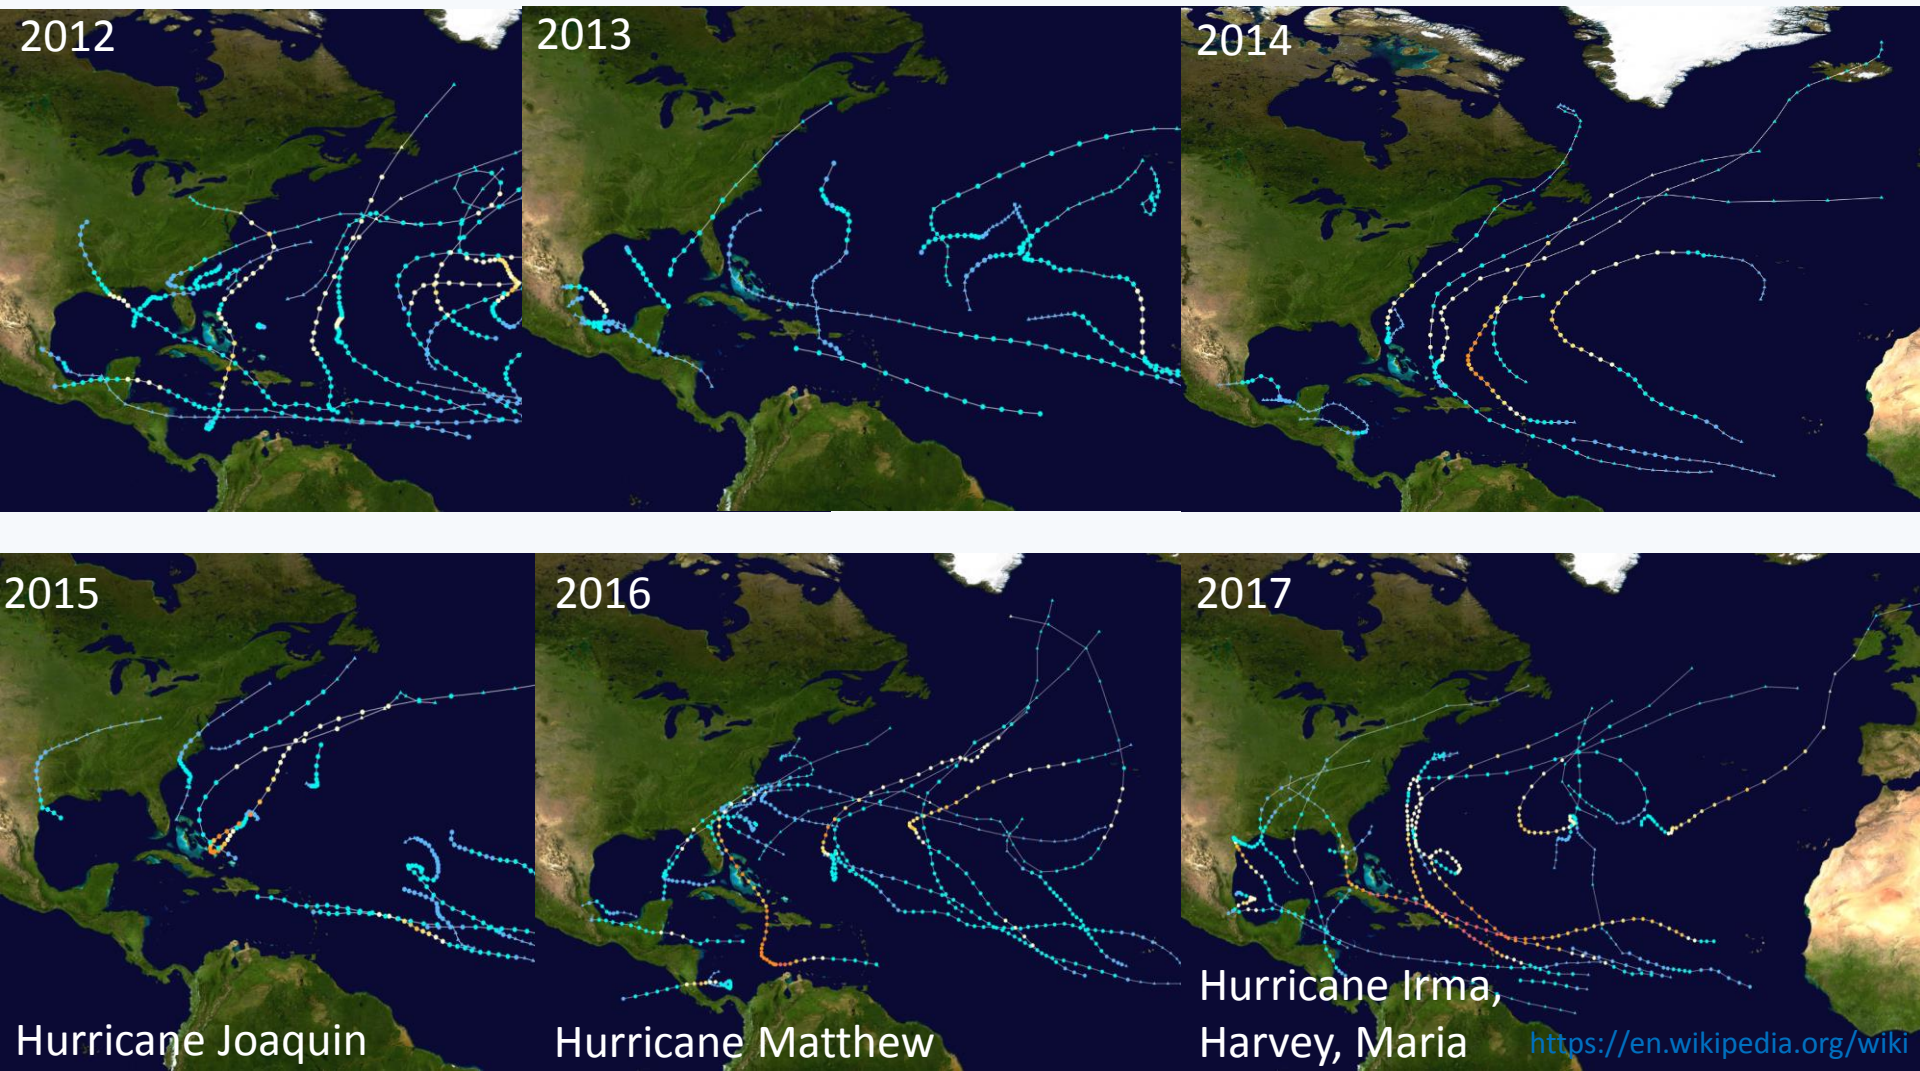 2012
2013
2014
2015
2016
2017
Hurricane Joaquin
Hurricane Matthew
Hurricane Irma,
Harvey, Maria
https://en.wikipedia.org/wiki